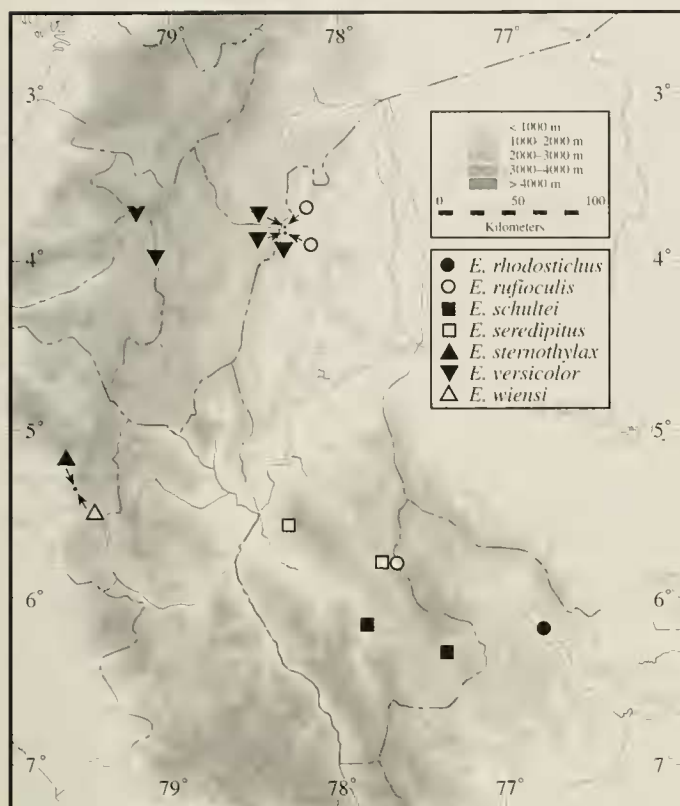 79° 78° 77°
3° 3°
< 1000 m
1000–2000 m
2000–3000 m
3000–4000 m
> 4000 m
0 50 100
Kilometers
4° 4°
E. rhodostichus
E. rufioculis
E. schultei
E. seredipitus
E. sternothylax
E. versicolor
E. wiensi
5° 5°
6° 6°
7° 7°
79° 78° 77°